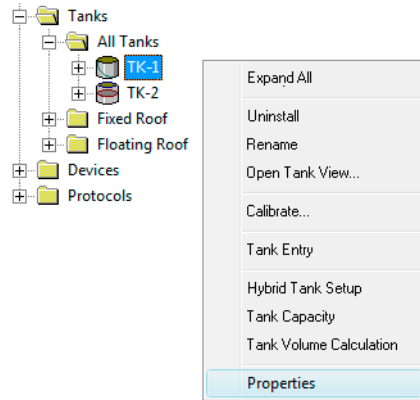 Tanks
All Tanks
TK-1
TK-2
Fixed Roof
Floating Roof
Devices
Protocols
Expand All
Uninstall
Rename
Open Tank View...
Calibrate...
Tank Entry
Hybrid Tank Setup
Tank Capacity
Tank Volume Calculation
Properties